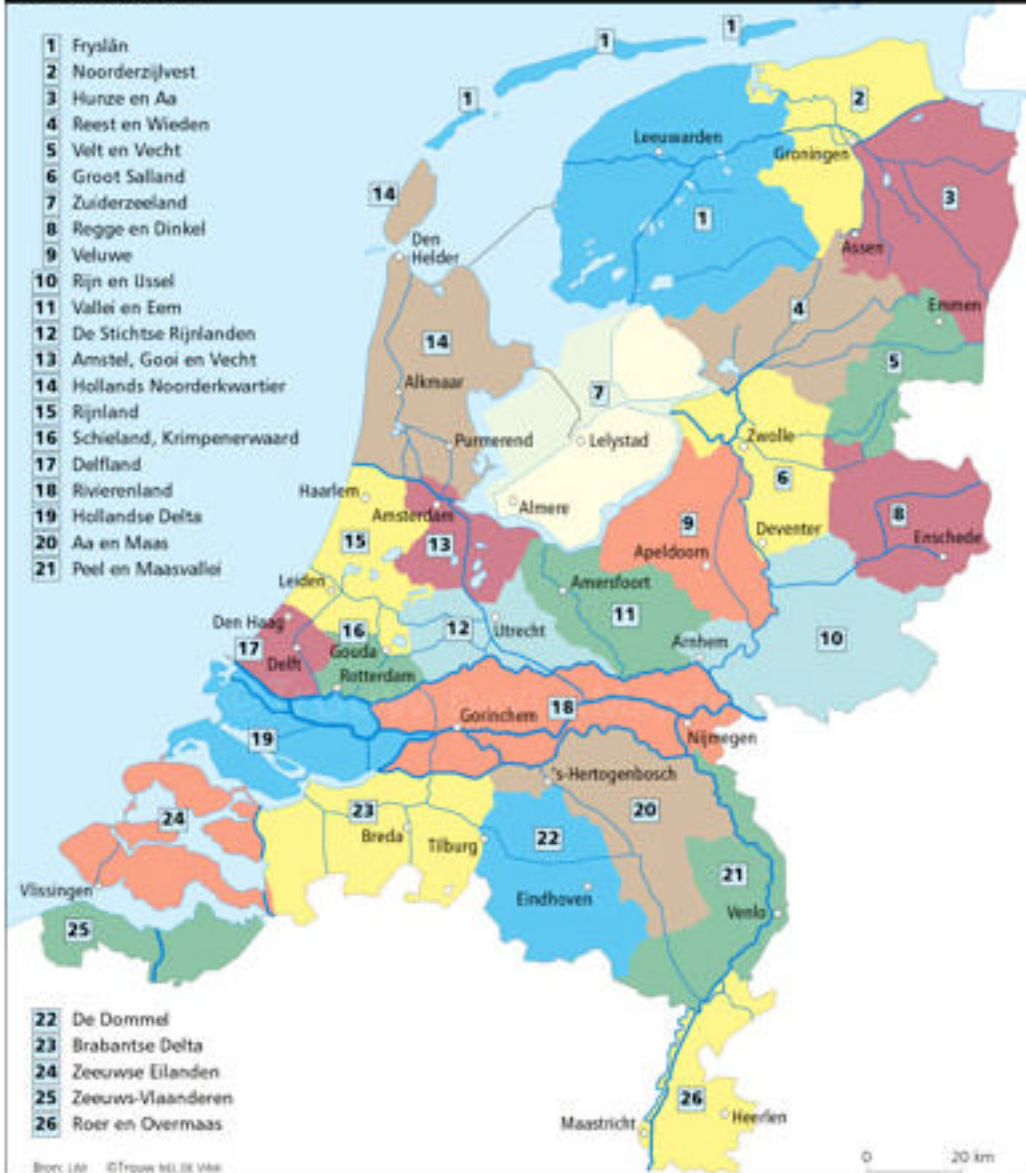 1 Fryslân
2 Noorderzijlvest
3 Hunze en Aa
4 Reest en Wieden
5 Velt en Vecht
6 Groot Salland
7 Zuiderzeeland
8 Regge en Dinkel
9 Veluwe
10 Rijn en IJssel
11 Vallei en Eem
12 De Stichtse Rijnlanden
13 Amstel, Gooi en Vecht
14 Hollands Noorderkwartier
15 Rijnland
16 Schieland, Krimpenerwaard
17 Delfland
18 Rivierenland
19 Hollandse Delta
20 Aa en Maas
21 Peel en Maasvallei
1
1
1
2
Leeuwarden
Groningen
1
3
14
Assen
Den
Helder
4
Emmen
14
5
Alkmaar
7
Purmerend
Lelystad
Zwolle
6
Haarlem
Almere
Amsterdam
9
8
Deventer
Enschede
15
13
Apeldoorn
Leiden
Amersfoort
11
Den Haag
16
12
Utrecht
10
17
Gouda
Arnhem
Delft
Rotterdam
18
Gorinchem
19
Nijmegen
's-Hertogenbosch
24
23
20
Breda
22
Tilburg
21
Vlissingen
Eindhoven
Venlo
25
22 De Dommel
23 Brabantse Delta
24 Zeeuwse Eilanden
25 Zeeuws-Vlaanderen
26 Roer en Overmaas
26
Maastricht
Heerlen
Bron: ©Trouw
0 20 km